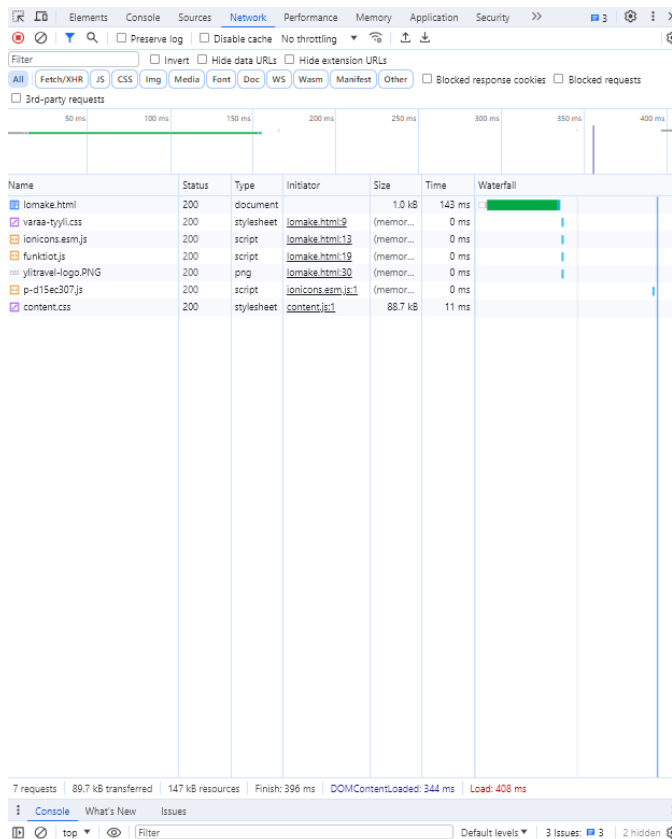 Elements Console Sources Network Performance Memory Application Security 3
Preserve log Disable cache No throttling
Filter Invert Hide data URLs Hide extension URLs
All Fetch/XHR JS CSS Img Media Font Doc WS Wasm Manifest Other Blocked response cookies Blocked requests
3rd-party requests
50 ms 100 ms 150 ms 200 ms 250 ms 300 ms 350 ms 400 ms
Name Status Type Initiator Size Time Waterfall
lomake.html 200 document 1.0 kB 143 ms
varaa-tyyli.css 200 stylesheet lomake.html:9 (memor... 0 ms
ionicons.esm.js 200 script lomake.html:13 (memor... 0 ms
funktiot.js 200 script lomake.html:19 (memor... 0 ms
ylitravel-logo.PNG 200 png lomake.html:30 (memor... 0 ms
p-d15ec307.js 200 script ionicons.esm.js:1 (memor... 0 ms
content.css 200 stylesheet content.js:1 88.7 kB 11 ms
7 requests 89.7 kB transferred 147 kB resources Finish: 396 ms DOMContentLoaded: 344 ms Load: 408 ms
Console What's New Issues
top Filter Default levels 3 Issues: 3 2 hidden